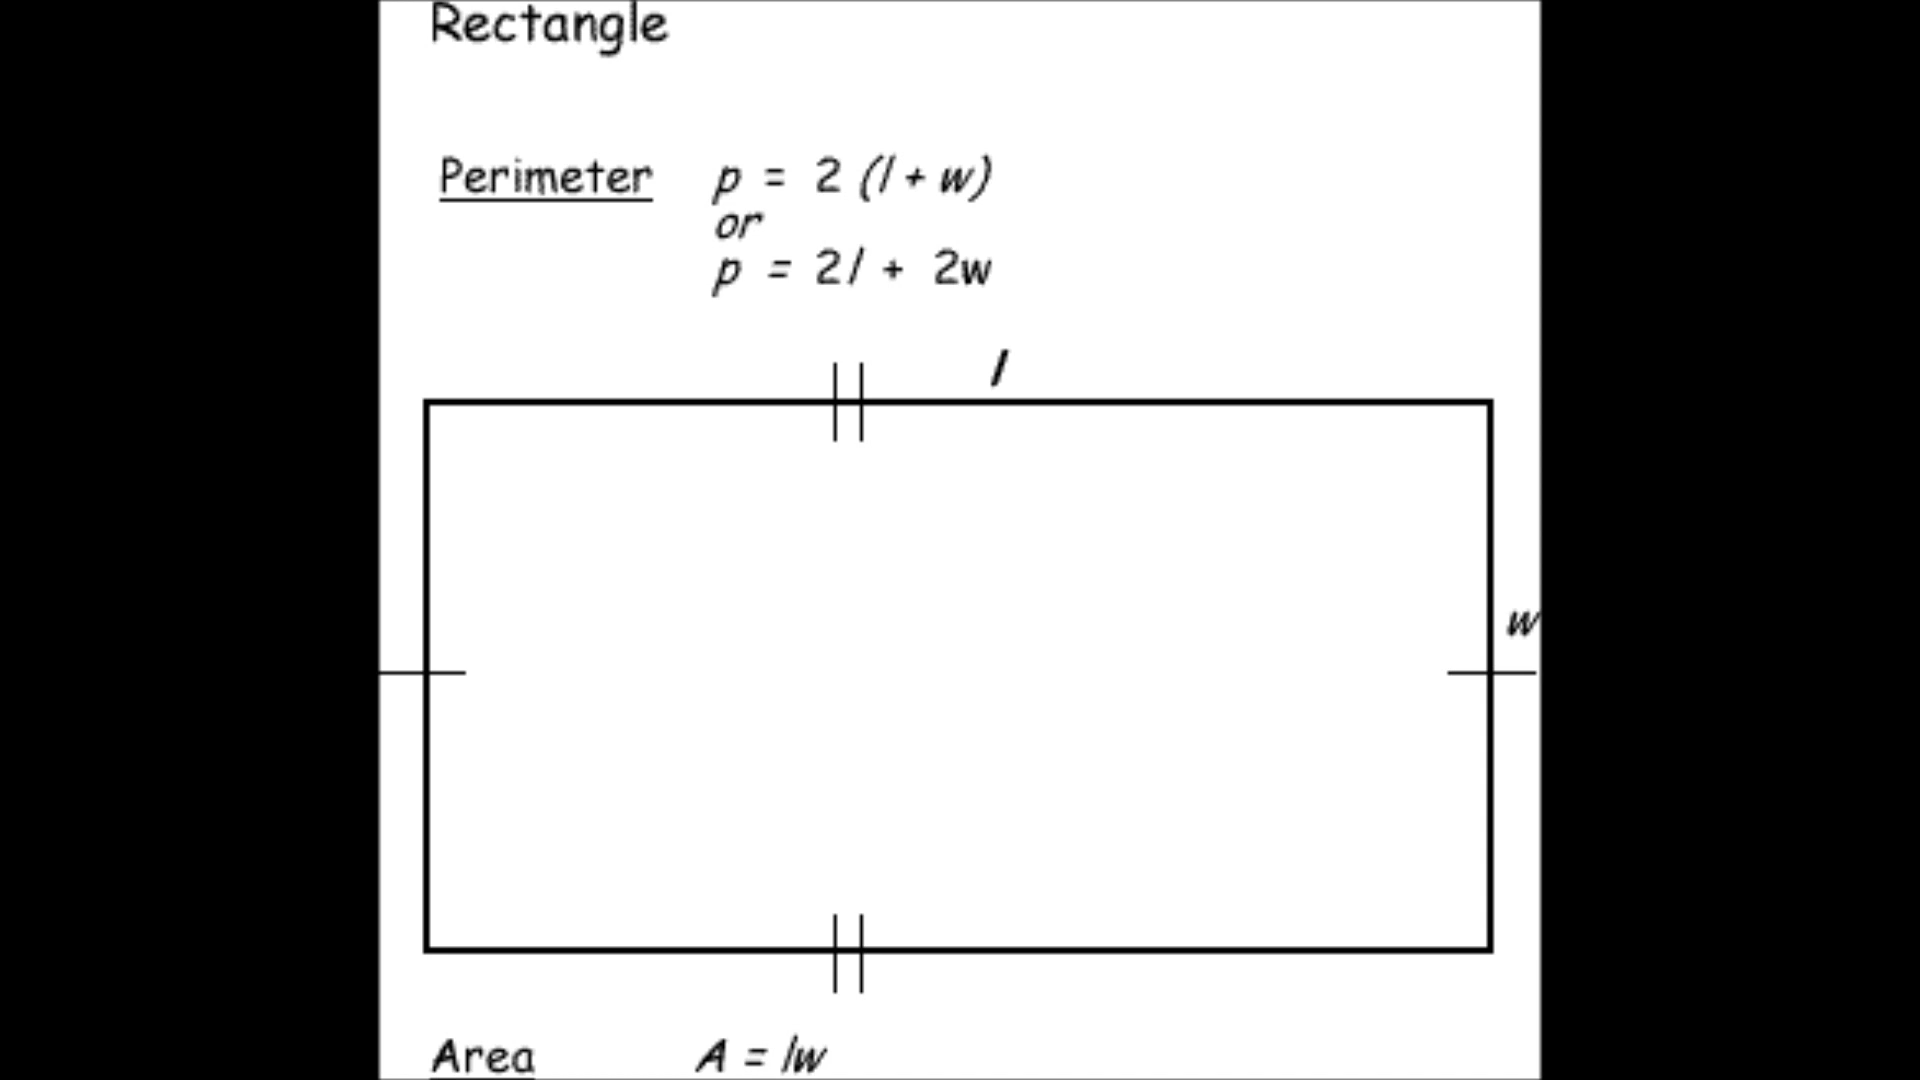 Rectangle
Perimeter p = 2 (l + w)
or
p = 2l + 2w
l
w
Area A = lw